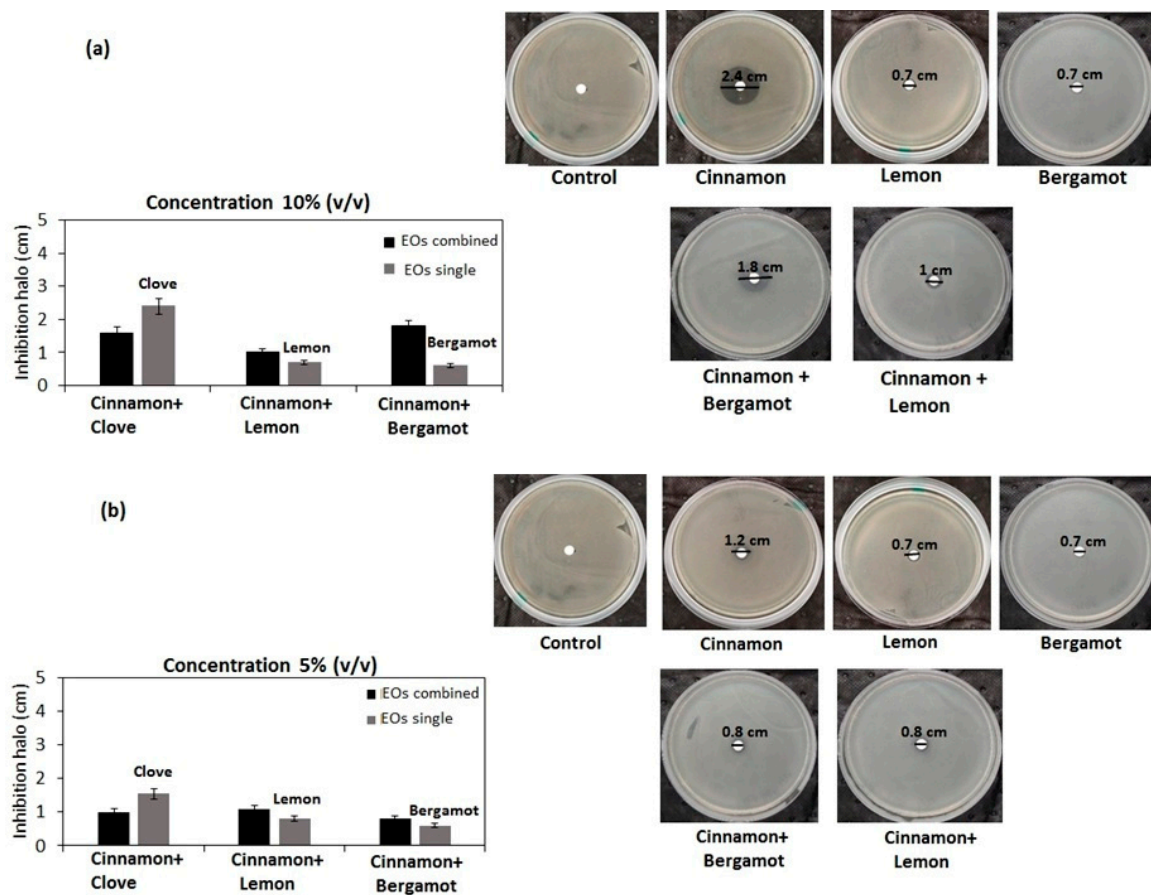 (a)
2.4 cm
0.7 cm
0.7 cm
Control
Cinnamon
Lemon
Bergamot
1.8 cm
1 cm
Cinnamon +
Bergamot
Cinnamon +
Lemon
Concentration 10% (v/v)
Inhibition halo (cm)
5
4
3
2
1
0
EOs combined
EOs single
Clove
Lemon
Bergamot
Cinnamon+
Clove
Cinnamon+
Lemon
Cinnamon+
Bergamot
(b)
1.2 cm
0.7 cm
0.7 cm
Control
Cinnamon
Lemon
Bergamot
0.8 cm
0.8 cm
Cinnamon+
Bergamot
Cinnamon+
Lemon
Concentration 5% (v/v)
Inhibition halo (cm)
5
4
3
2
1
0
EOs combined
EOs single
Clove
Lemon
Bergamot
Cinnamon+
Clove
Cinnamon+
Lemon
Cinnamon+
Bergamot